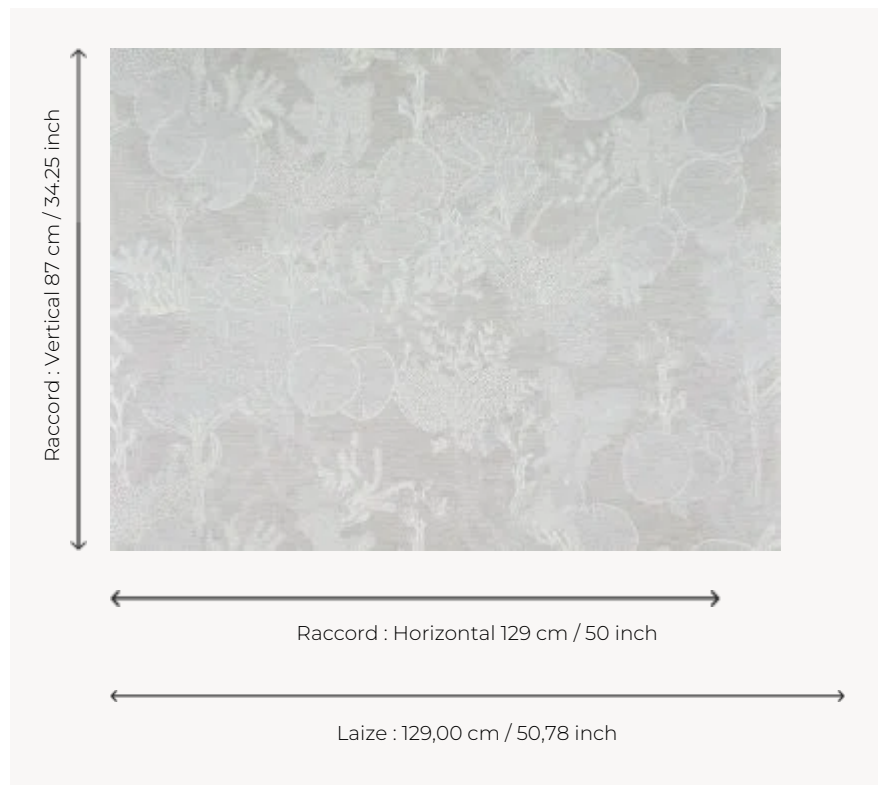 Raccord : Vertical 87 cm / 34.25 inch
Raccord : Horizontal 129 cm / 50 inch
Laize : 129,00 cm / 50,78 inch